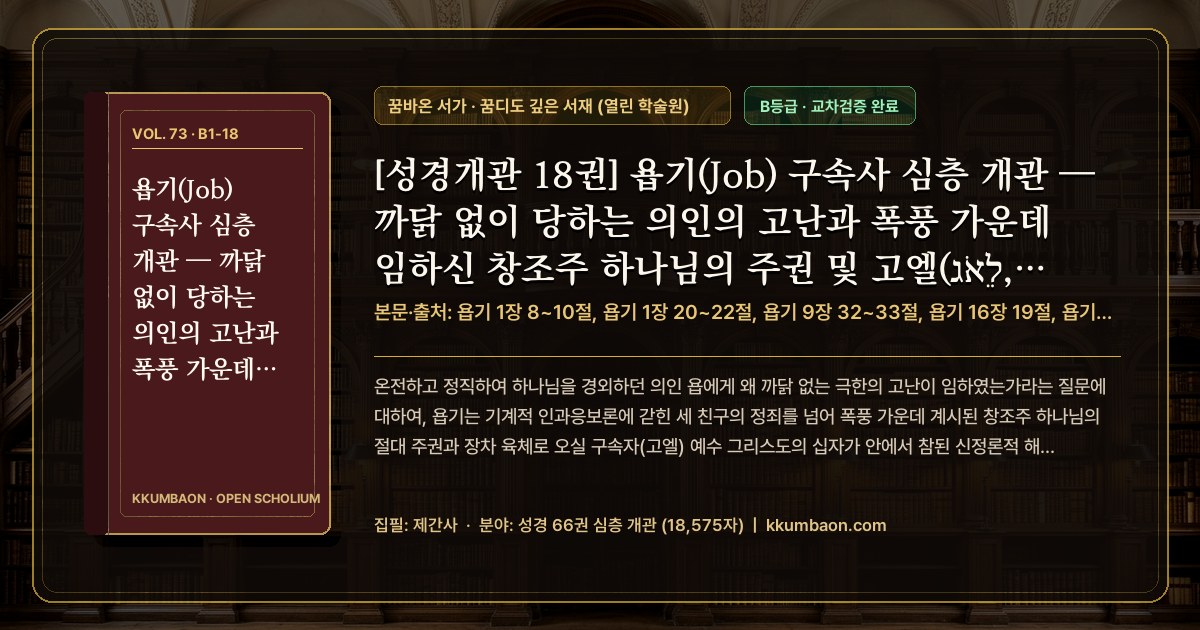 VOL. 73 · B1-18
욥기(Job)
구속사 심층
개관 — 까닭
없이 당하는
의인의 고난과
폭풍 가운데…
KKUMBAON · OPEN SCHOLIUM
꿈바온 서가 · 꿈디도 깊은 서재 (열린 학술원)
B등급 · 교차검증 완료
[성경개관 18권] 욥기(Job) 구속사 심층 개관 —
까닭 없이 당하는 의인의 고난과 폭풍 가운데
임하신 창조주 하나님의 주권 및 고엘(גֹּאֵל,…
본문·출처: 욥기 1장 8~10절, 욥기 1장 20~22절, 욥기 9장 32~33절, 욥기 16장 19절, 욥기…
온전하고 정직하여 하나님을 경외하던 의인 욥에게 왜 까닭 없는 극한의 고난이 임하였는가라는 질문에
대하여, 욥기는 기계적 인과응보론에 갇힌 세 친구의 정죄를 넘어 폭풍 가운데 계시된 창조주 하나님의
절대 주권과 장차 육체로 오실 구속자(고엘) 예수 그리스도의 십자가 안에서 참된 신정론적 해…
집필: 제간사 · 분야: 성경 66권 심층 개관 (18,575자) | kkumbaon.com